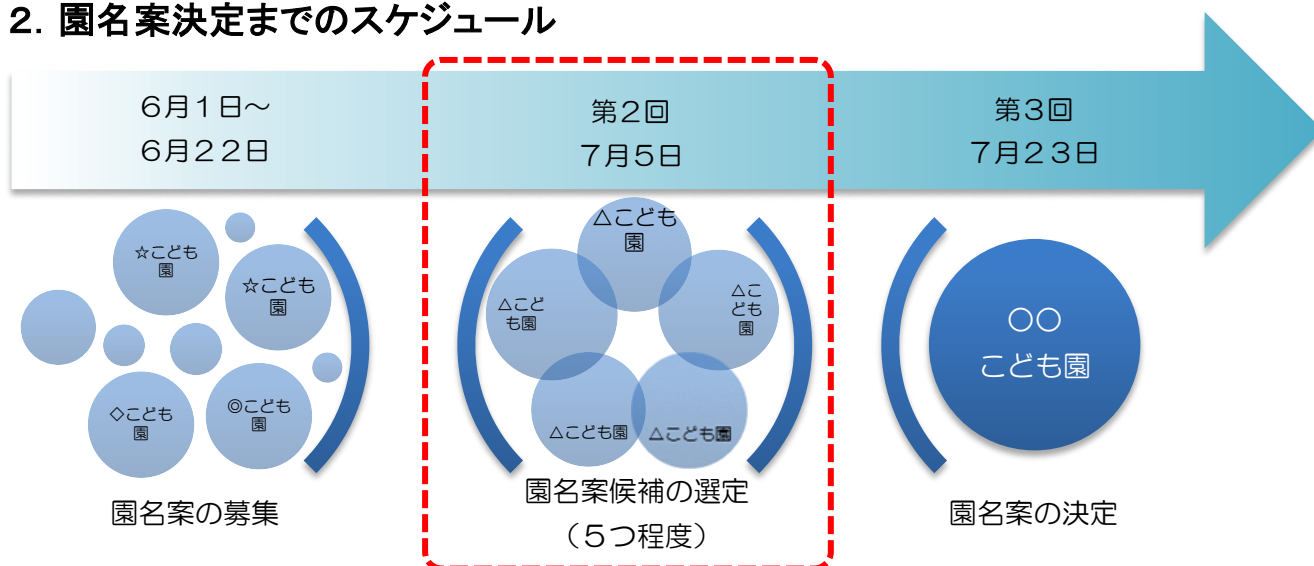 2．園名案決定までのスケジュール
6月1日～
6月22日
第2回
7月5日
第3回
7月23日
☆こども
園
☆こども
園
◇こども
園
◎こども
園
△こども
園
△こど
も園
△こ
ども
園
△こども園
△こども園
○○
こども園
園名案の募集
園名案候補の選定
（5つ程度）
園名案の決定